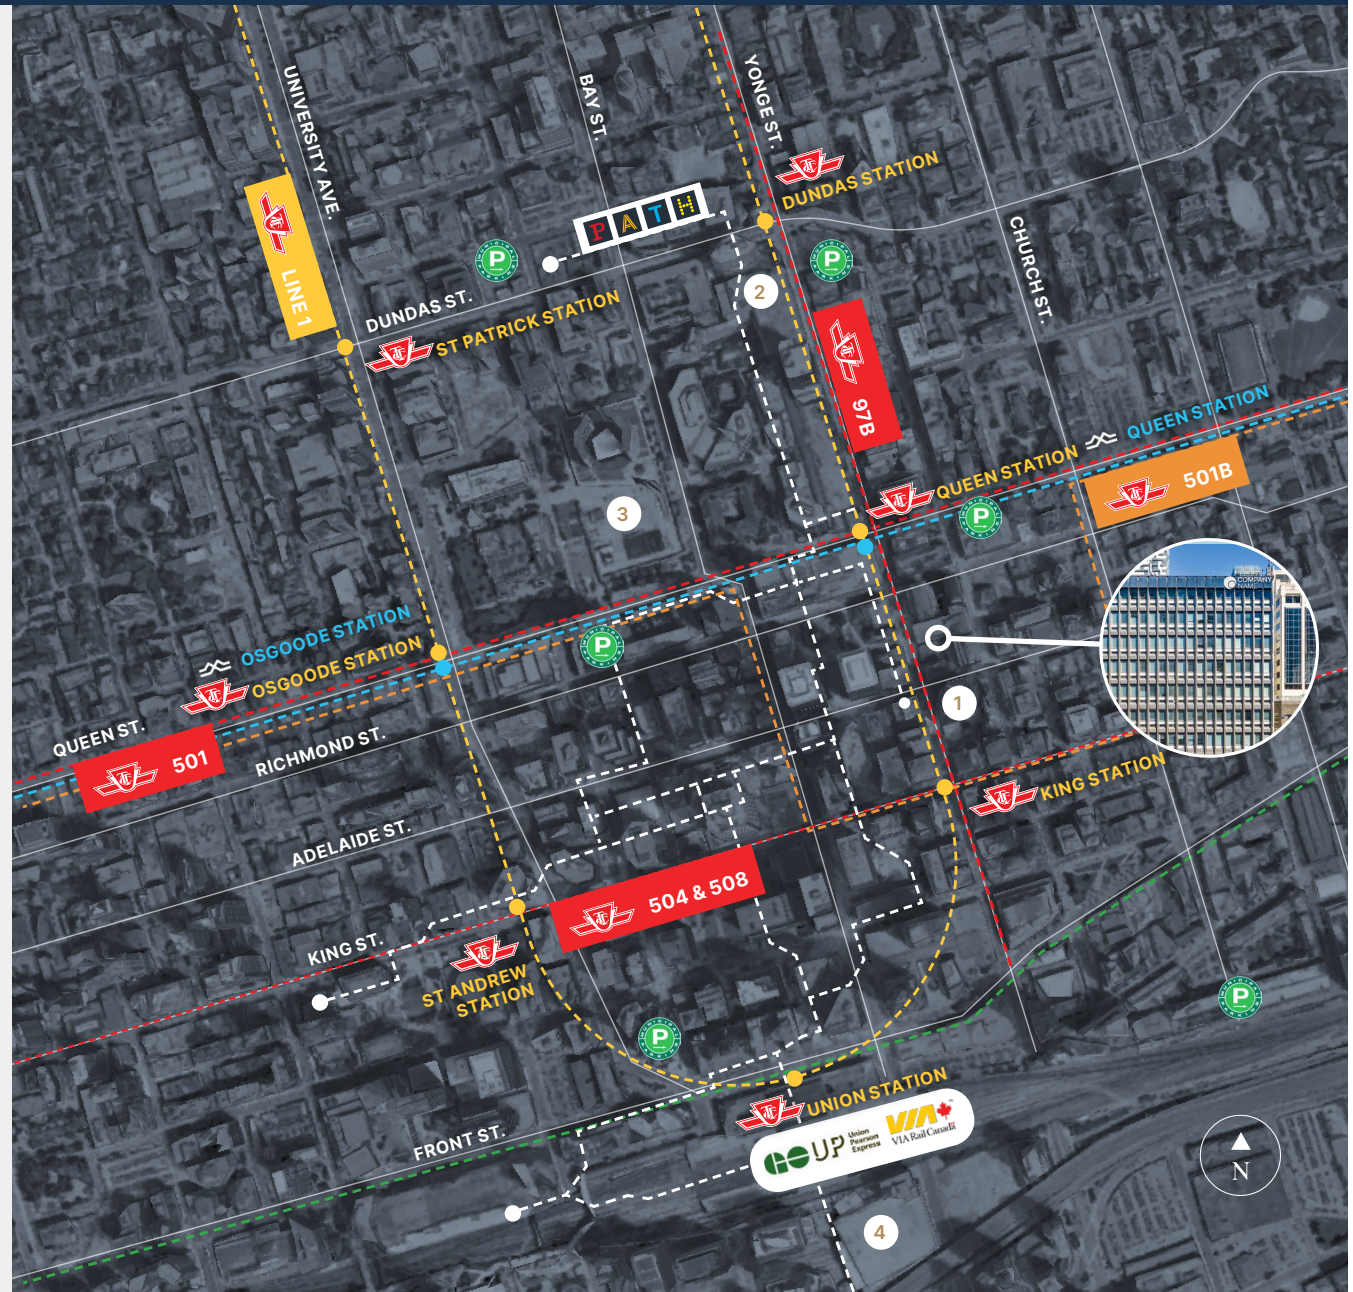 UNIVERSITY AVE.
BAY ST.
YONGE ST.
DUNDAS STATION
PATH
CHURCH ST.
LINE 1
P
P
2
DUNDAS ST.
ST PATRICK STATION
97B
QUEEN STATION
QUEEN STATION
501B
P
3
COMPANY
NAME
OSGOODE STATION
OSGOODE STATION
P
1
QUEEN ST.
501
RICHMOND ST.
KING STATION
ADELAIDE ST.
504 & 508
KING ST.
ST ANDREW
STATION
P
P
UNION STATION
GO UP Union
Pearson
Express
VIA
VIA Rail Canada
FRONT ST.
N
4